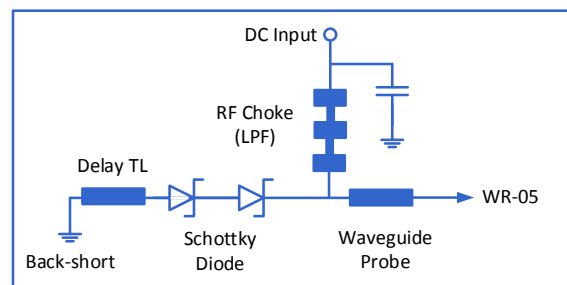 DC Input
RF Choke
(LPF)
Delay TL
WR-05
Back-short
Schottky
Diode
Waveguide
Probe